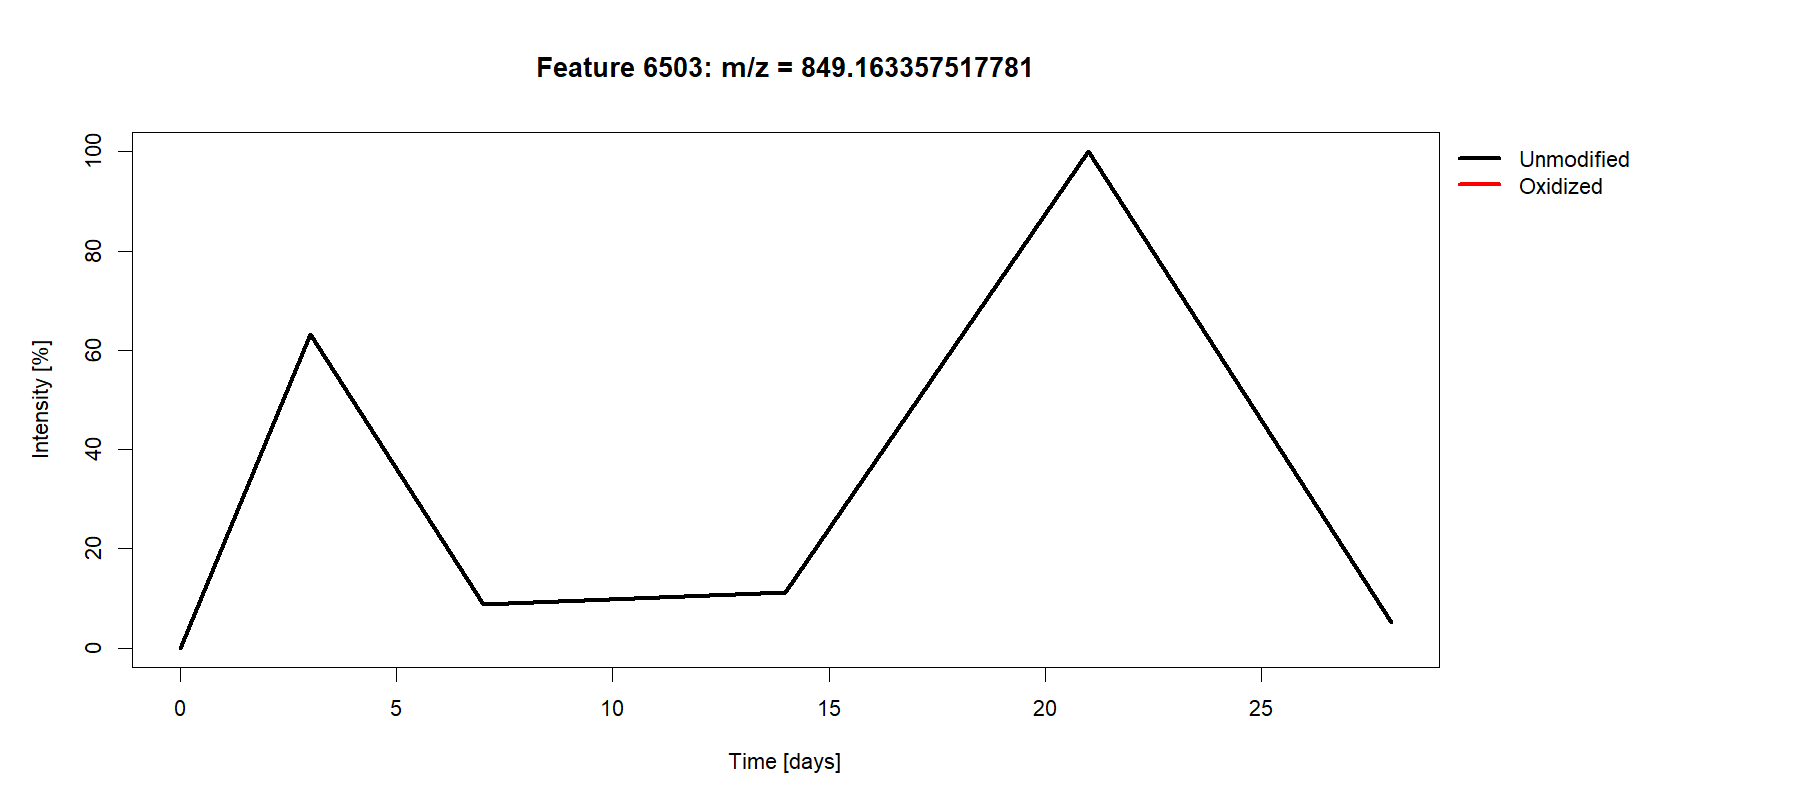 Feature 6503: m/z = 849.163357517781
Unmodified
Oxidized
Intensity [%]
100
80
60
40
20
0
0 5 10 15 20 25
Time [days]